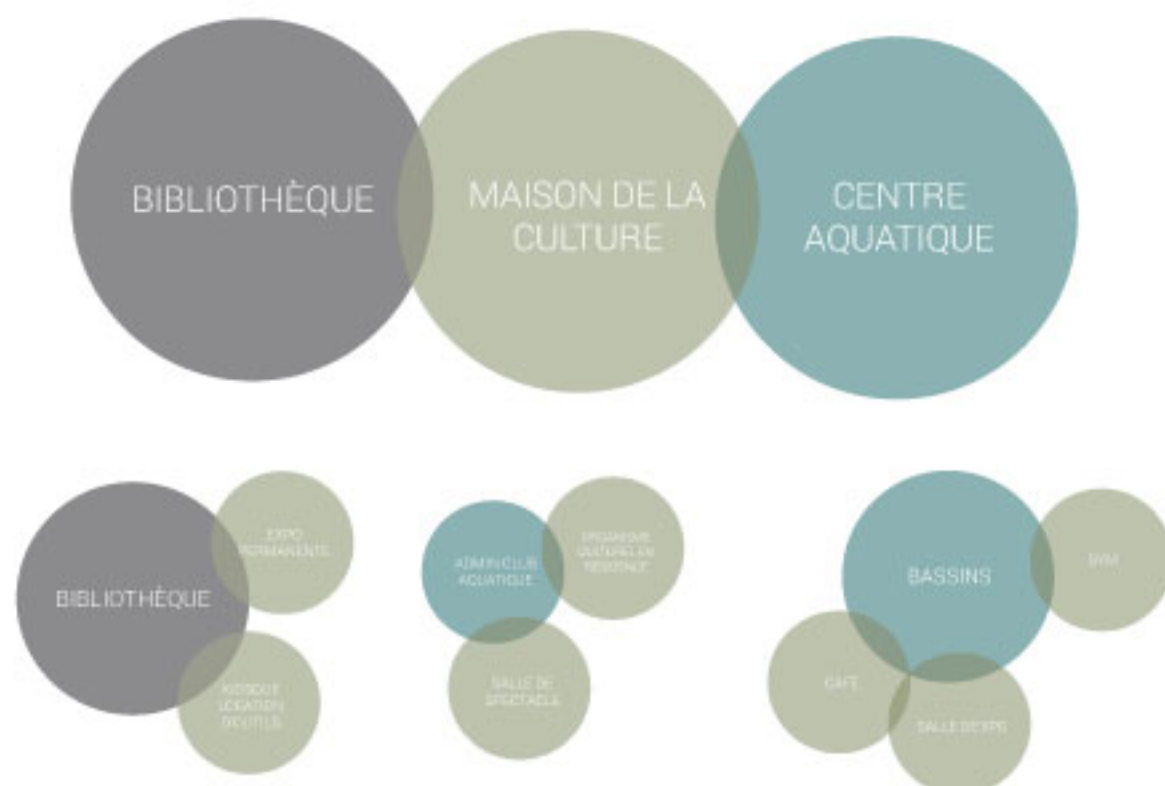 BIBLIOTHÈQUE
MAISON DE LA
CULTURE
CENTRE
AQUATIQUE
BIBLIOTHÈQUE
EXPO
PERMANENTS
KIOSQUE
LOCATION
D'OUTILS
ADMIN CLUB
AQUATIQUE
ORGANISME
CULTUREL EN
RÉSIDENCE
SALLE DE
SPECTACLE
BASSINS
GYM
CAFÉ
SALLE D'EXPO